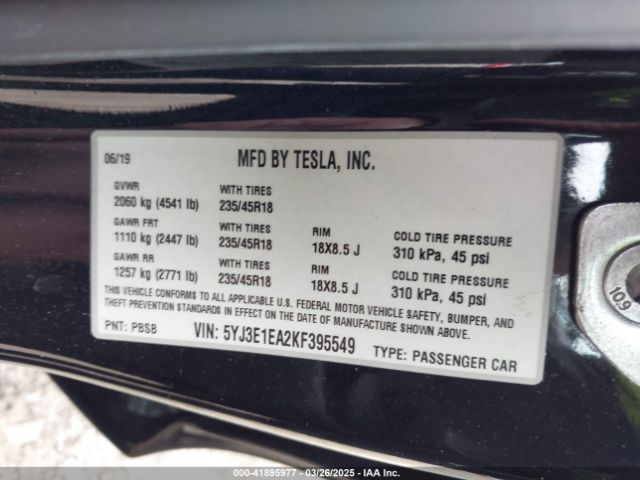 06/19 MFD BY TESLA, INC.
GVWR WITH TIRES
2060 kg (4541 lb) 235/45R18
GAWR FRT WITH TIRES RIM COLD TIRE PRESSURE
1110 kg (2447 lb) 235/45R18 18X8.5 J 310 kPa, 45 psi
GAWR RR WITH TIRES RIM COLD TIRE PRESSURE
1257 kg (2771 lb) 235/45R18 18X8.5 J 310 kPa, 45 psi
THIS VEHICLE CONFORMS TO ALL APPLICABLE U.S. FEDERAL MOTOR VEHICLE SAFETY, BUMPER, AND
THEFT PREVENTION STANDARDS IN EFFECT ON THE DATE OF MANUFACTURE SHOWN ABOVE.
PNT: PBSB VIN: 5YJ3E1EA2KF395549 TYPE: PASSENGER CAR
10.9
000-41895977 - 03/26/2025 - IAA Inc.